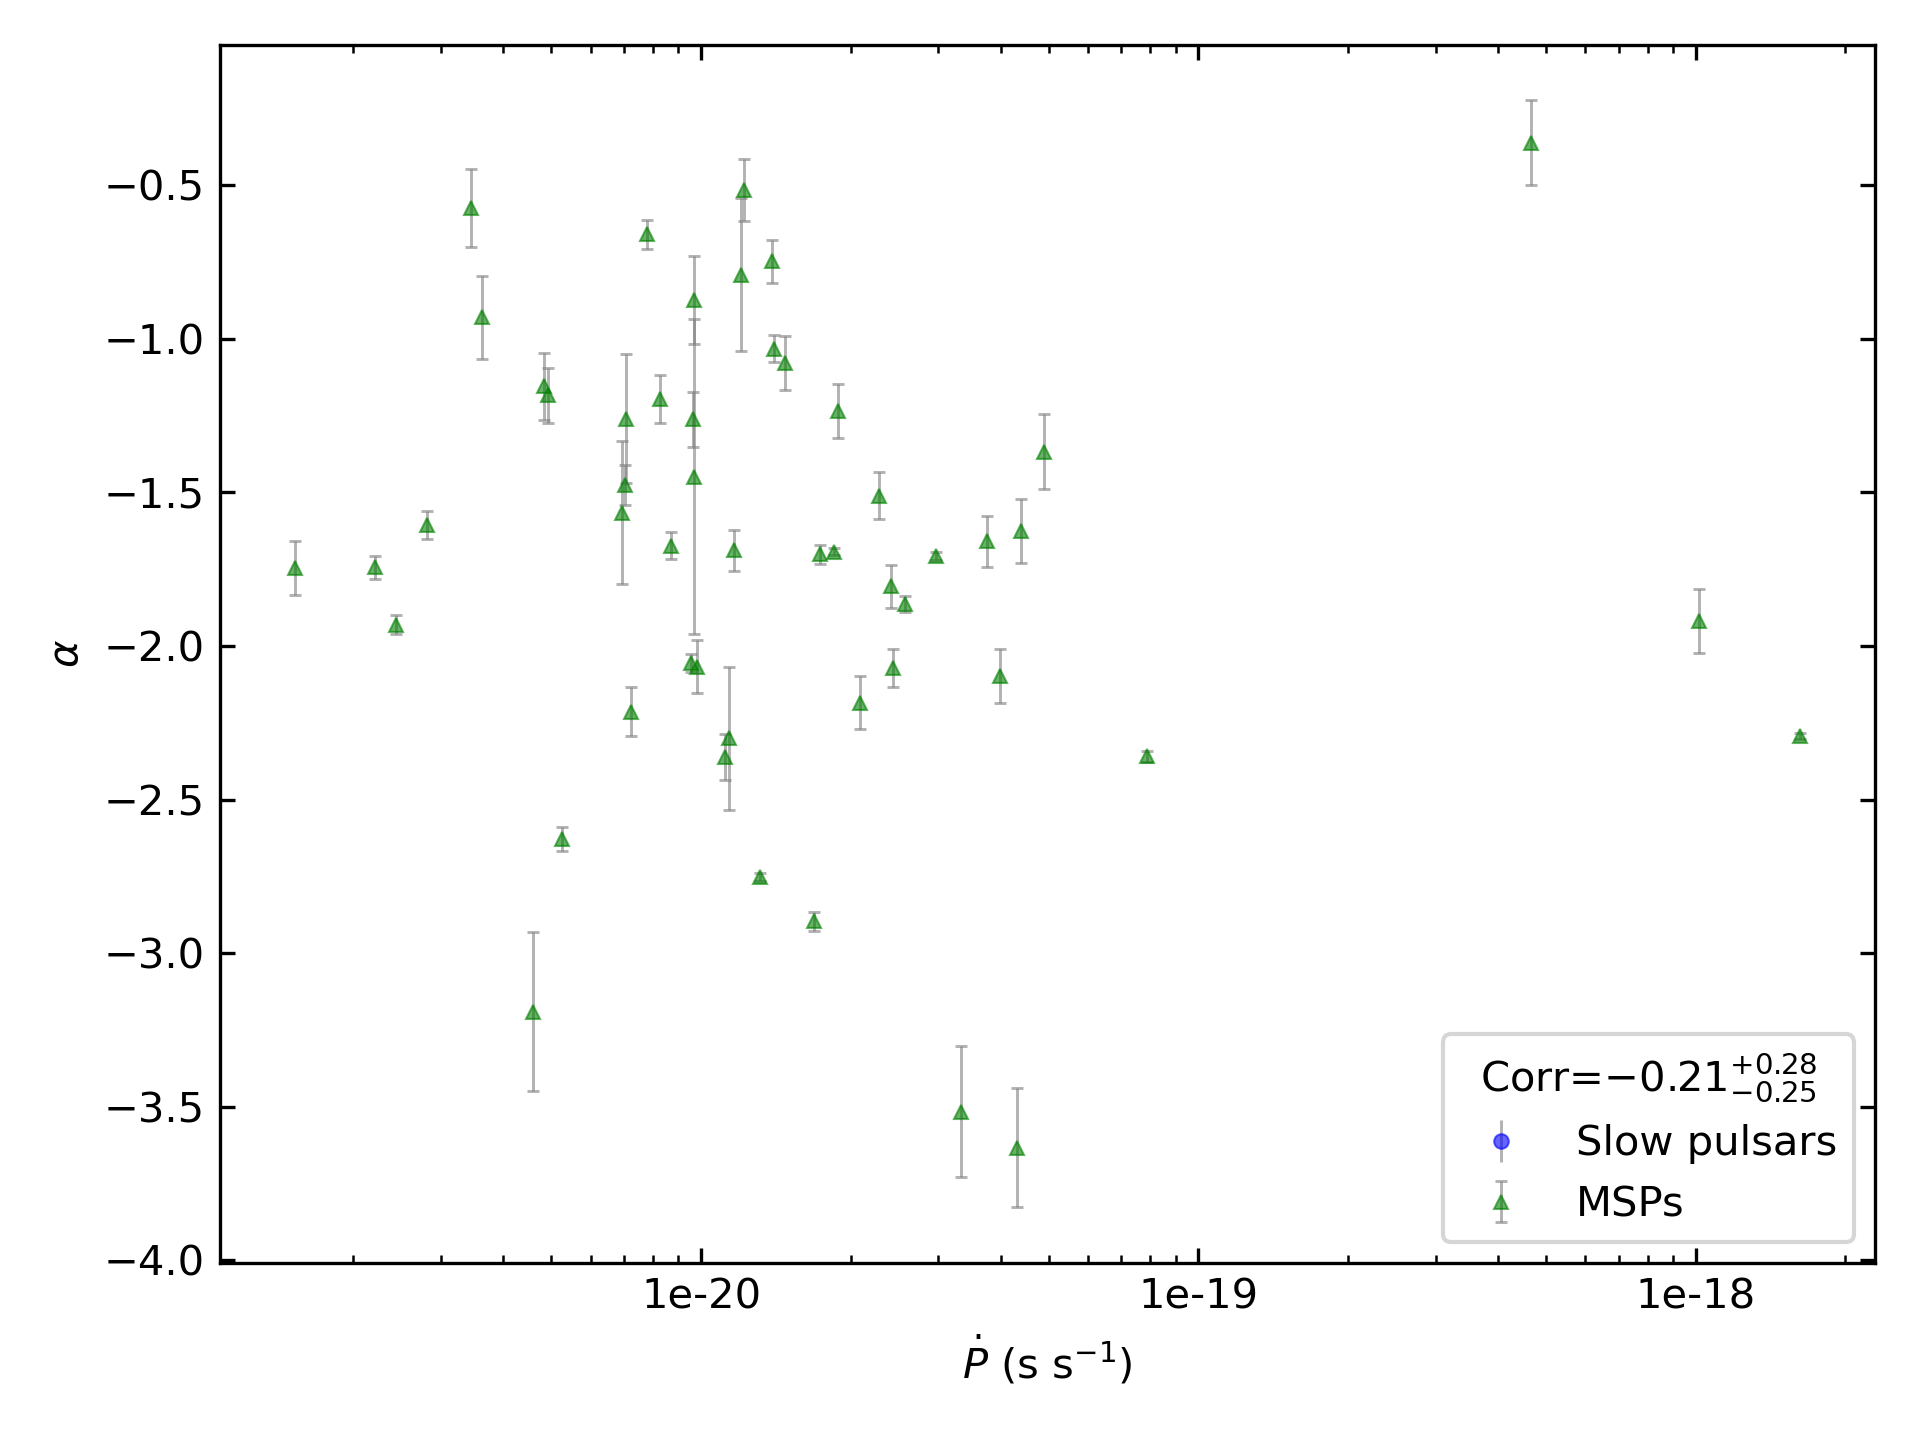 −0.5
−1.0
−1.5
−2.0
−2.5
−3.0
−3.5
−4.0
α
1e-20
1e-19
1e-18
Ṗ (s s⁻¹)
Corr=−0.21 +0.28 −0.25
Slow pulsars
MSPs